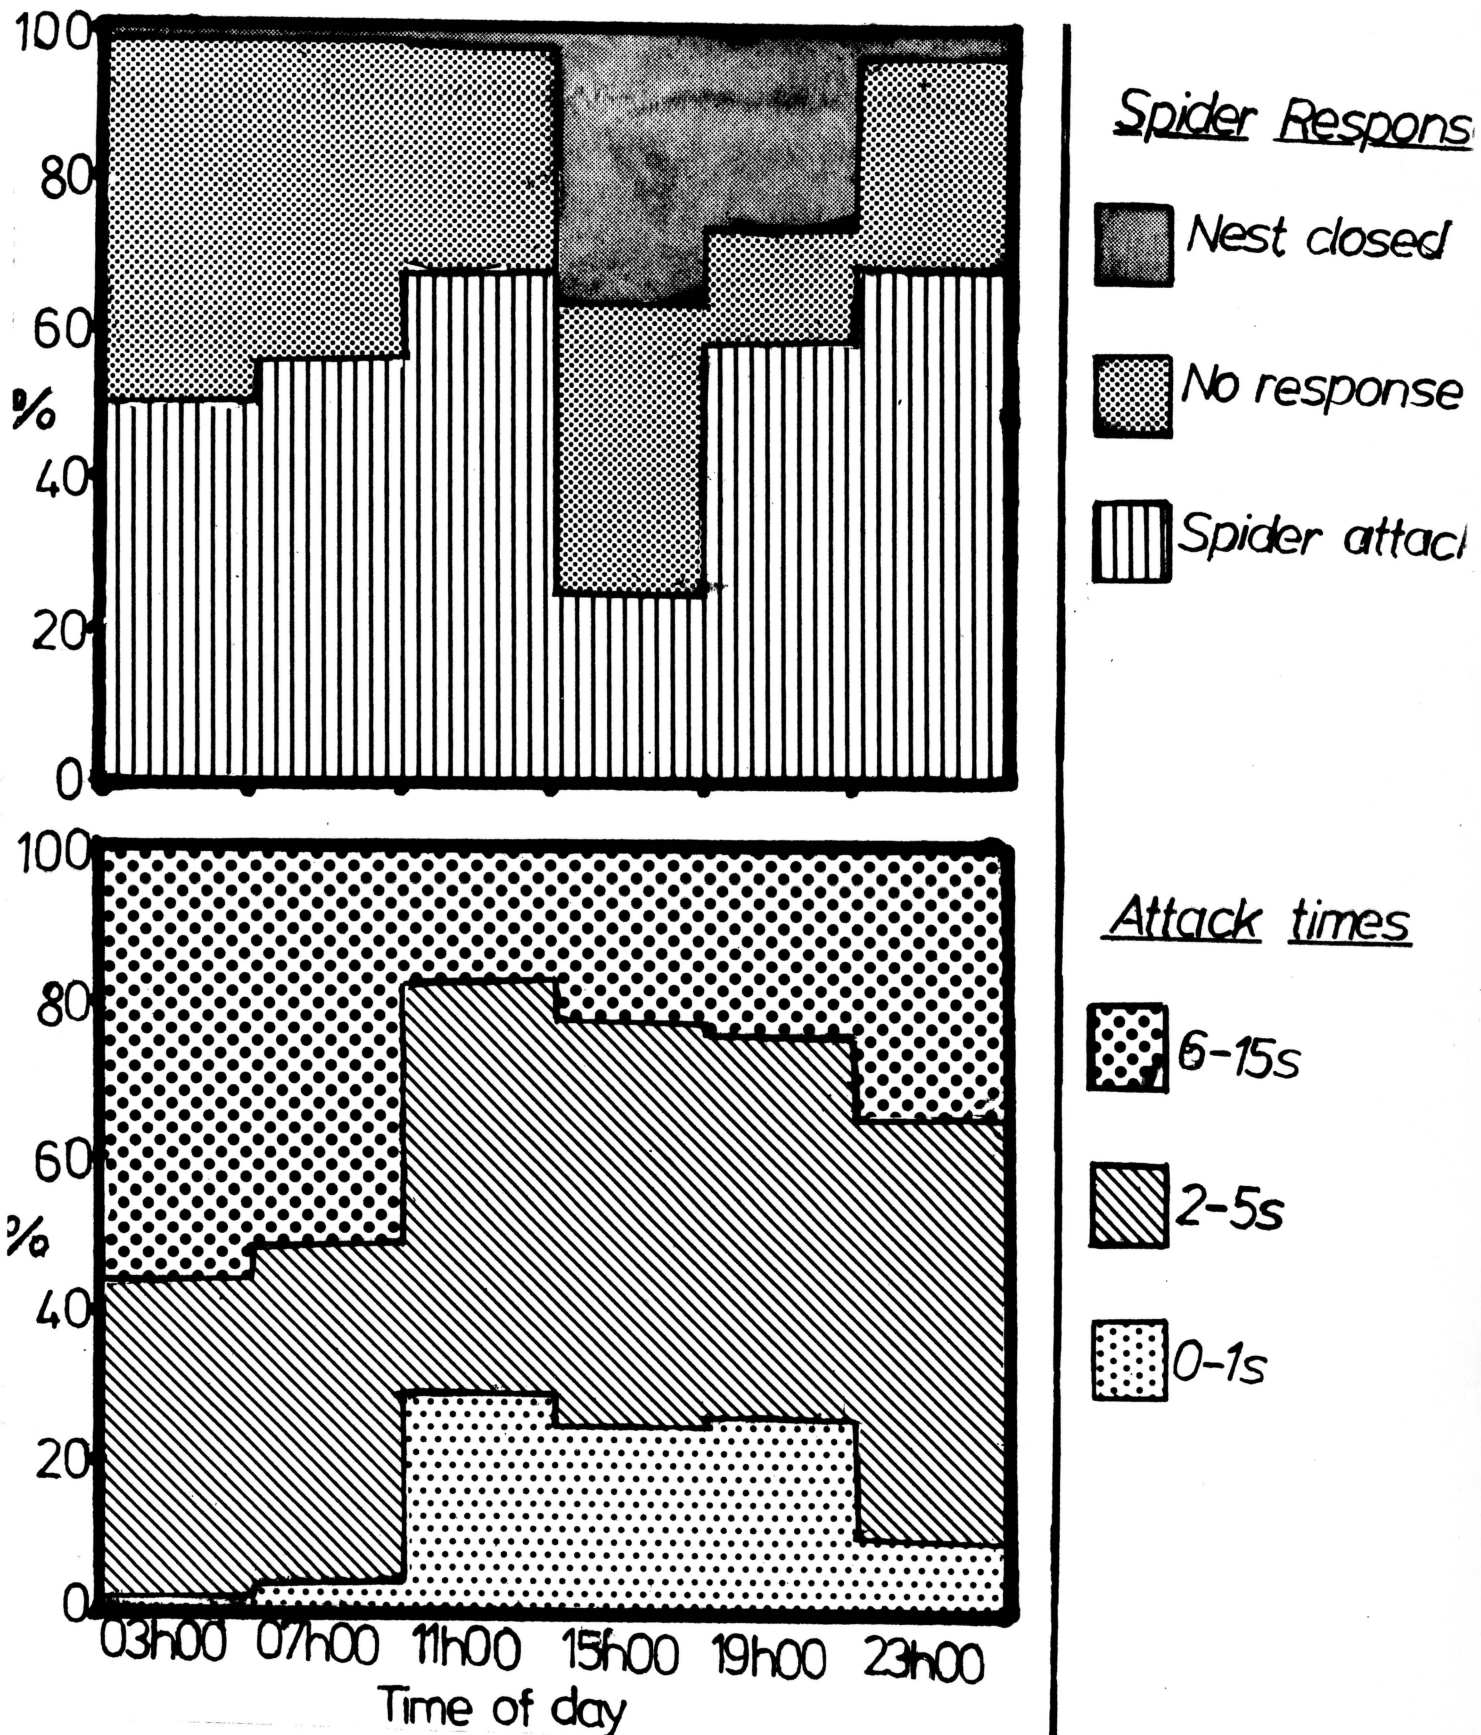 100
80
60
%
40
20
0
Spider Respons
Nest closed
No response
Spider attac
100
80
60
%
40
20
0
03h00 07h00 11h00 15h00 19h00 23h00
Time of day
Attack times
6-15s
2-5s
0-1s